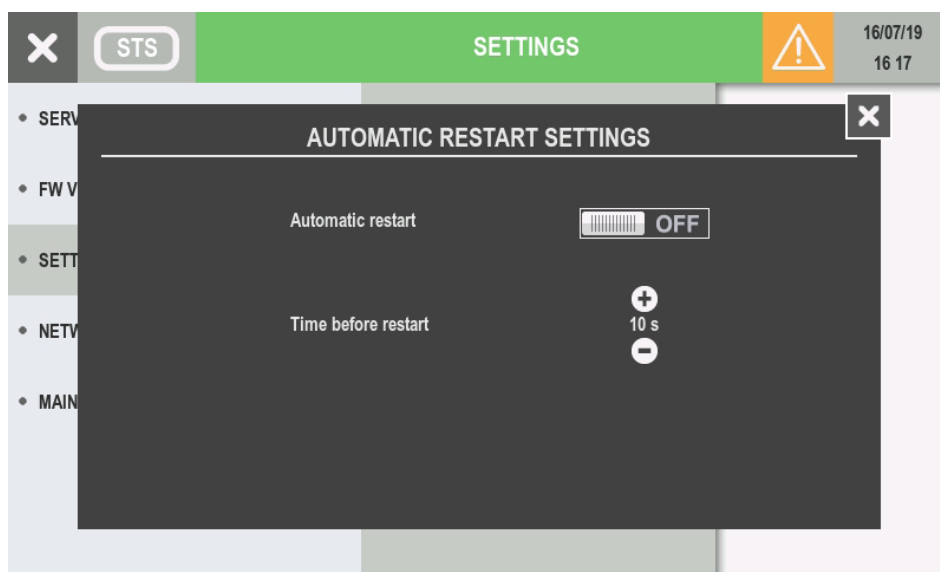 STS
SETTINGS
16/07/19
16 17
SERV
AUTOMATIC RESTART SETTINGS
FW V
Automatic restart
OFF
SETT
Time before restart
10 s
NETW
MAIN